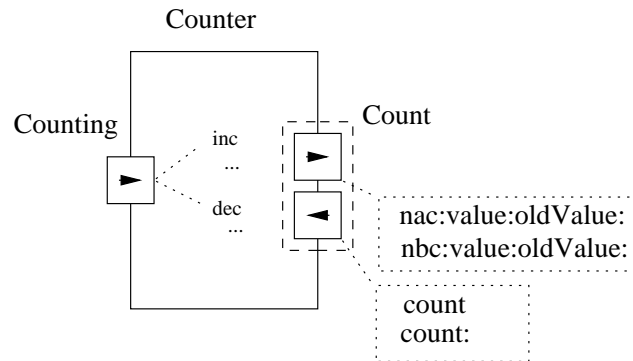 Counter
Counting
Count
inc
...
dec
...
nac:value:oldValue:
nbc:value:oldValue:
count
count: